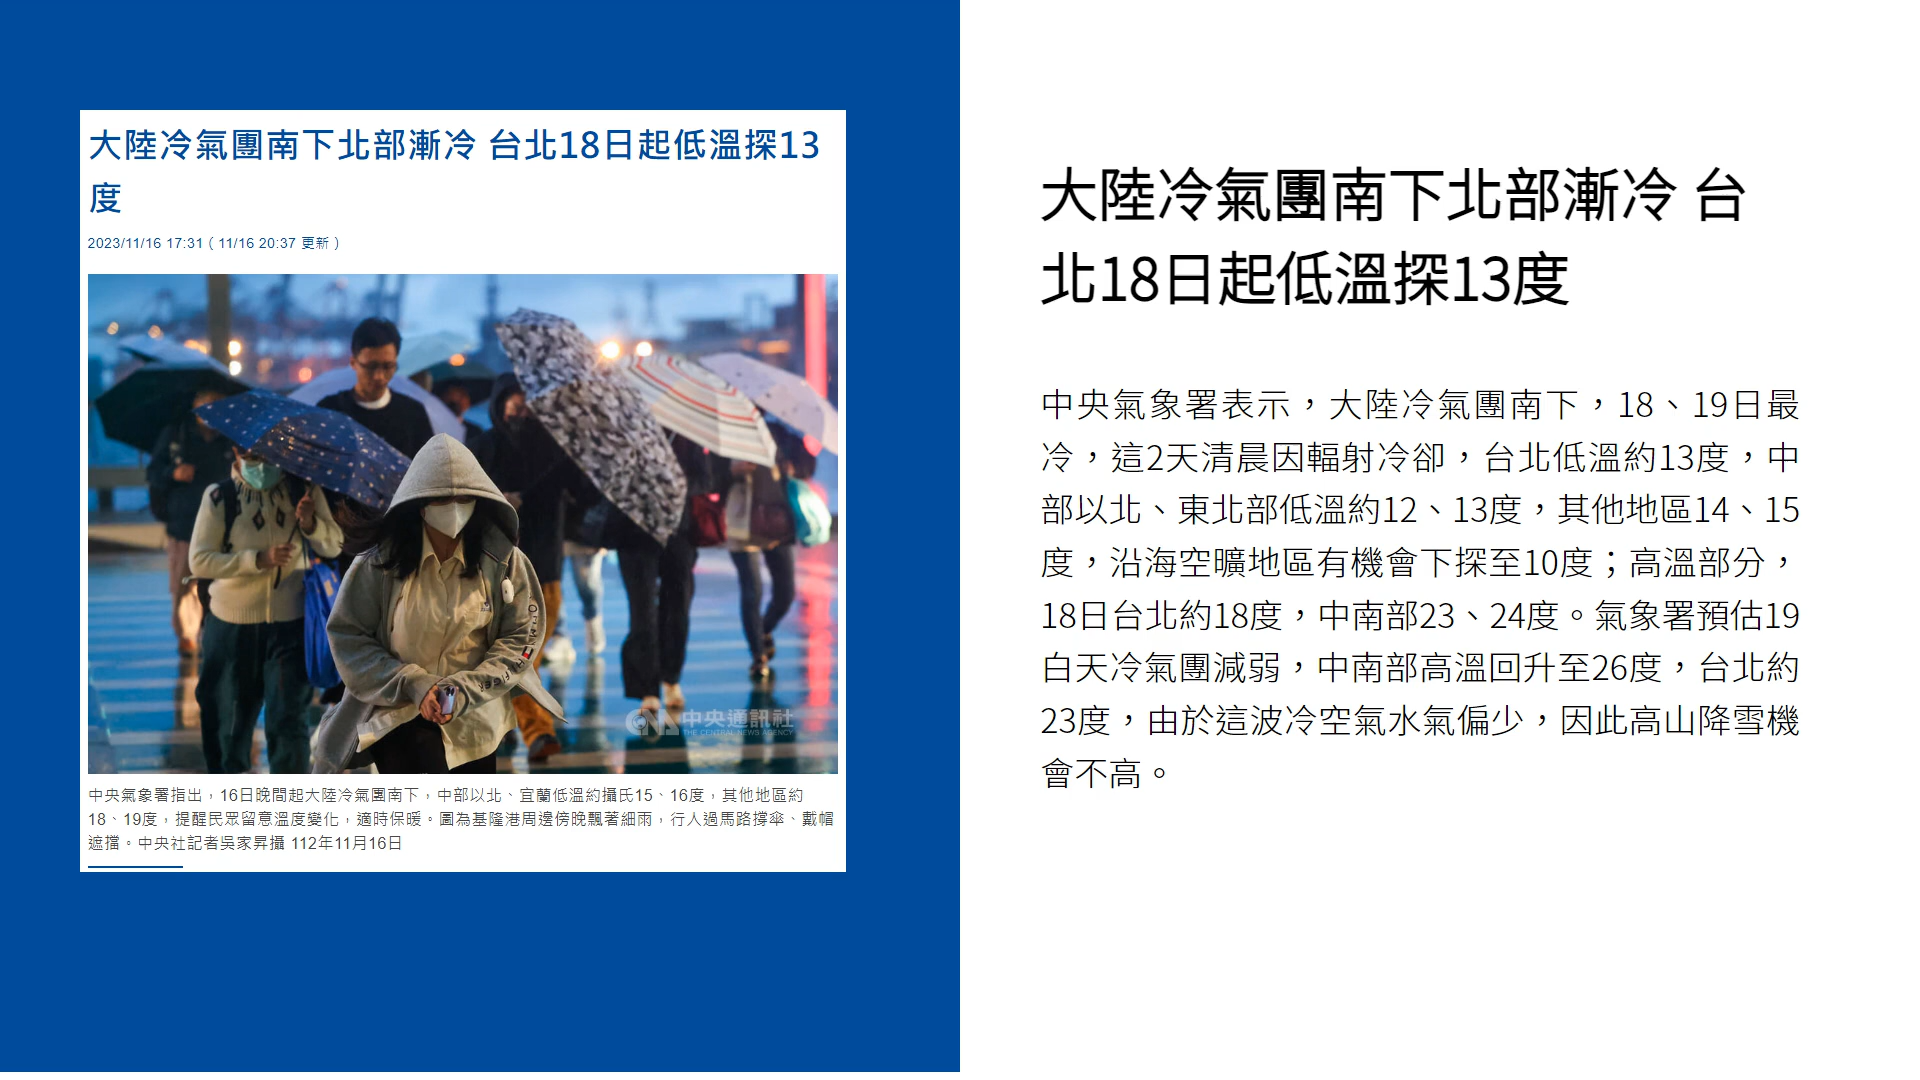 大陸冷氣團南下北部漸冷 台北18日起低溫探13
度
2023/11/16 17:31（11/16 20:37 更新）
中央通訊社
THE CENTRAL NEWS AGENCY
中央氣象署指出，16日晚間起大陸冷氣團南下，中部以北、宜蘭低溫約攝氏15、16度，其他地區約
18、19度，提醒民眾留意溫度變化，適時保暖。圖為基隆港周邊傍晚飄著細雨，行人過馬路撐傘、戴帽
遮擋。中央社記者吳家昇攝 112年11月16日
大陸冷氣團南下北部漸冷 台
北18日起低溫探13度
中央氣象署表示，大陸冷氣團南下，18、19日最
冷，這2天清晨因輻射冷卻，台北低溫約13度，中
部以北、東北部低溫約12、13度，其他地區14、15
度，沿海空曠地區有機會下探至10度；高溫部分，
18日台北約18度，中南部23、24度。氣象署預估19
白天冷氣團減弱，中南部高溫回升至26度，台北約
23度，由於這波冷空氣水氣偏少，因此高山降雪機
會不高。